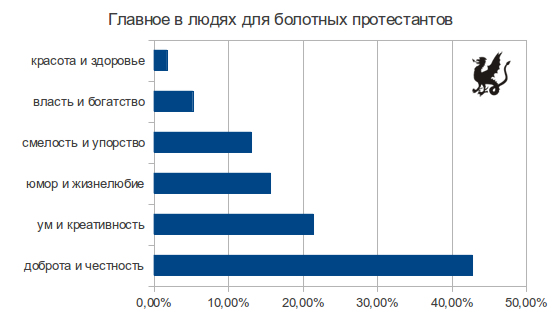 Главное в людях для болотных протестантов
красота и здоровье
власть и богатство
смелость и упорство
юмор и жизнелюбие
ум и креативность
доброта и честность
0,00% 10,00% 20,00% 30,00% 40,00% 50,00%